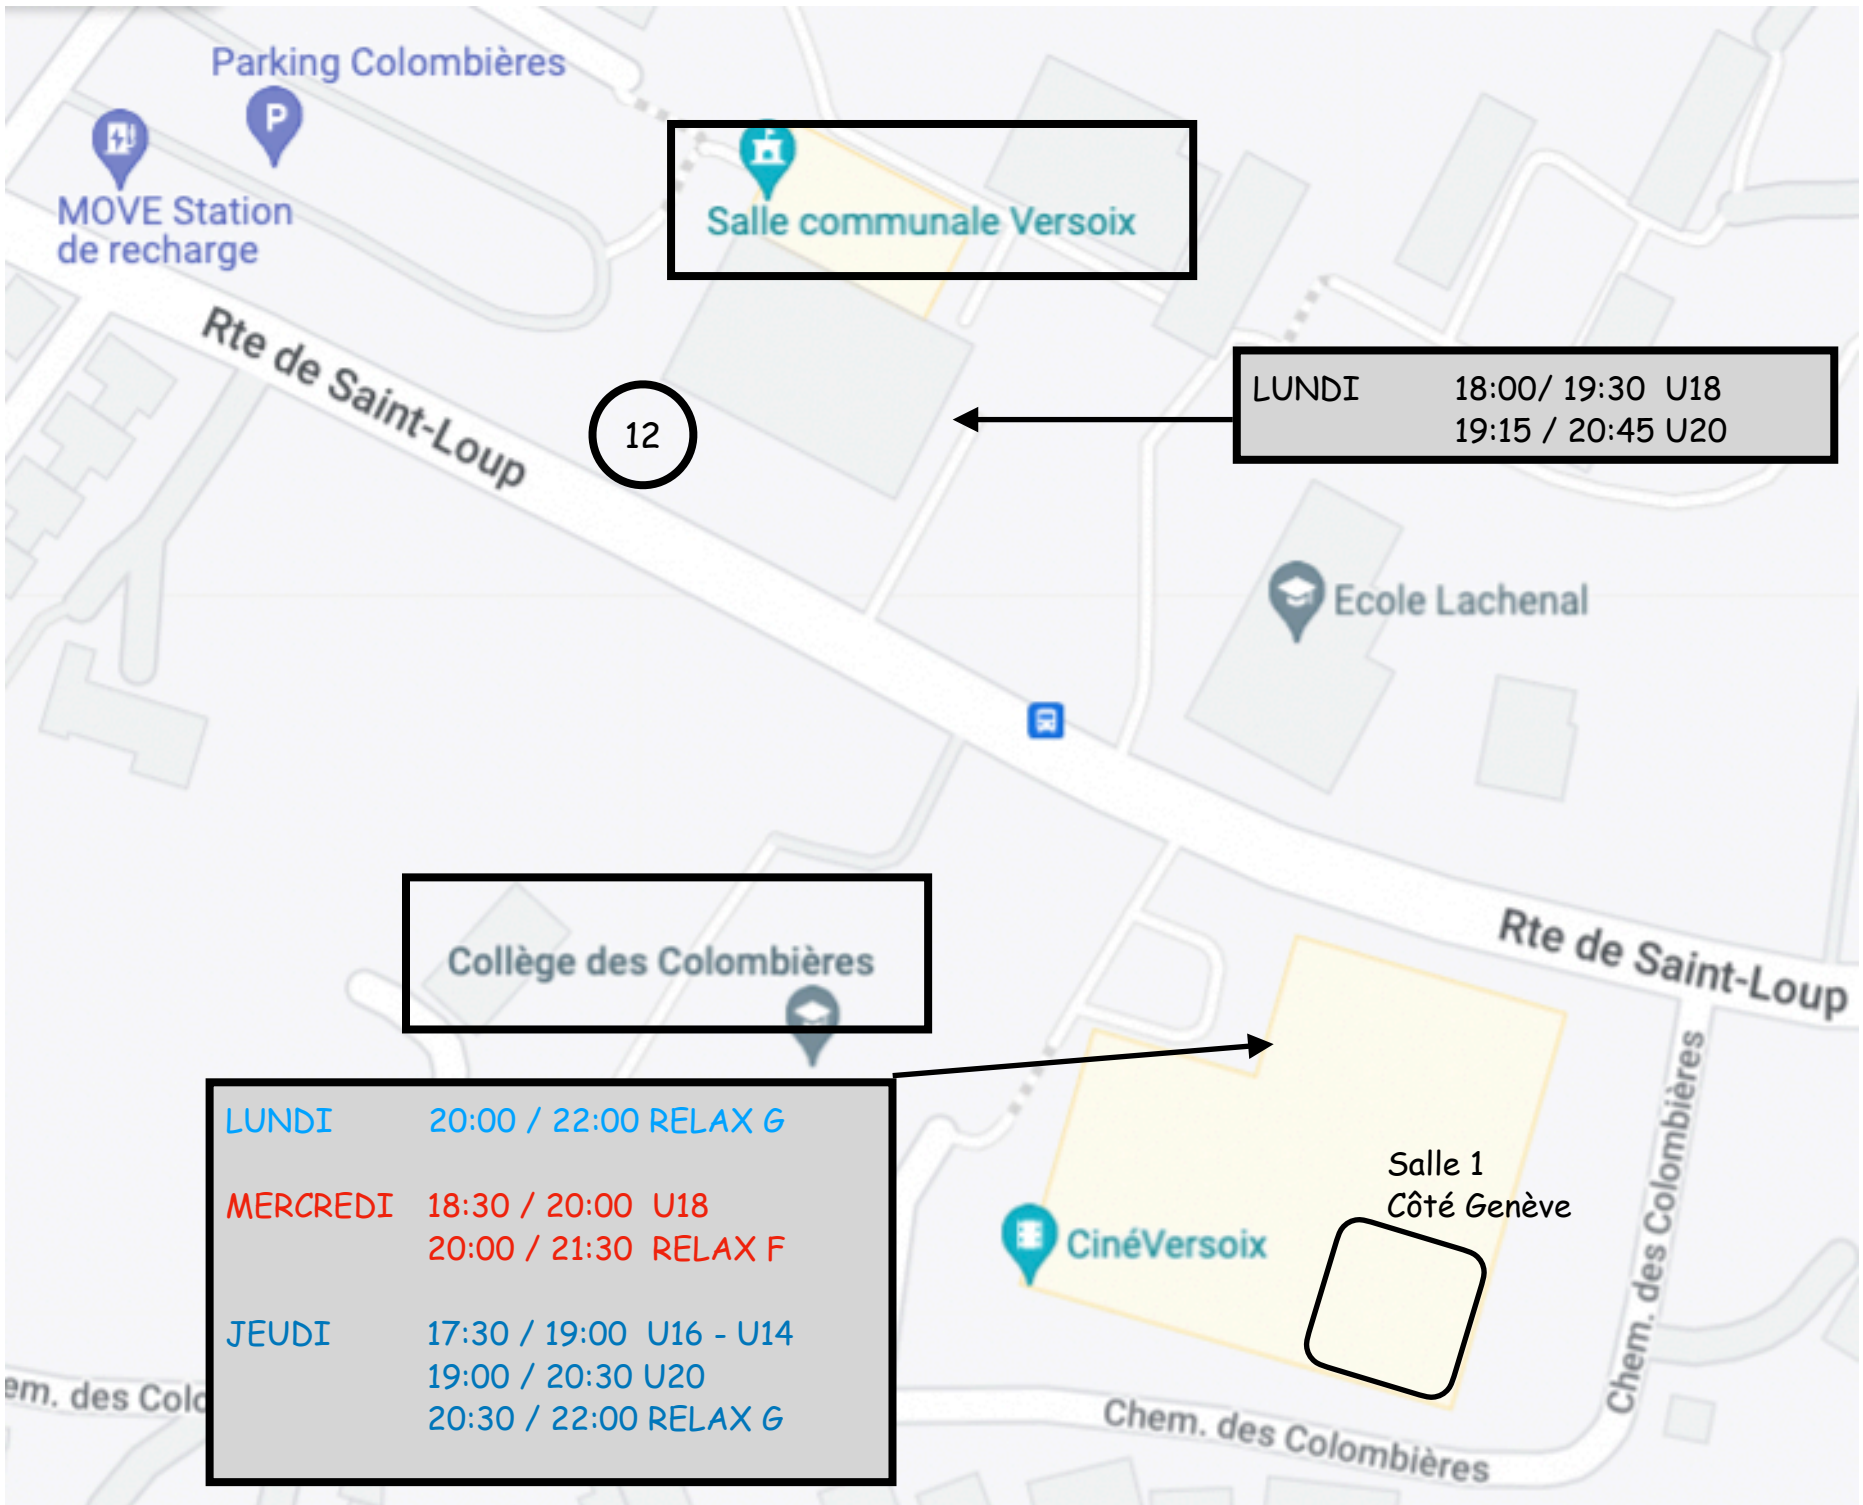 Parking Colombières
P
MOVE Station
de recharge
Salle communale Versoix
Rte de Saint-Loup
12
LUNDI 18:00/ 19:30 U18
19:15 / 20:45 U20
Ecole Lachenal
Rte de Saint-Loup
Collège des Colombières
LUNDI 20:00 / 22:00 RELAX G
MERCREDI 18:30 / 20:00 U18
20:00 / 21:30 RELAX F
JEUDI 17:30 / 19:00 U16 - U14
19:00 / 20:30 U20
20:30 / 22:00 RELAX G
Salle 1
Côté Genève
CinéVersoix
Chem. des Colombières
em. des Colo
Chem. des Colombières